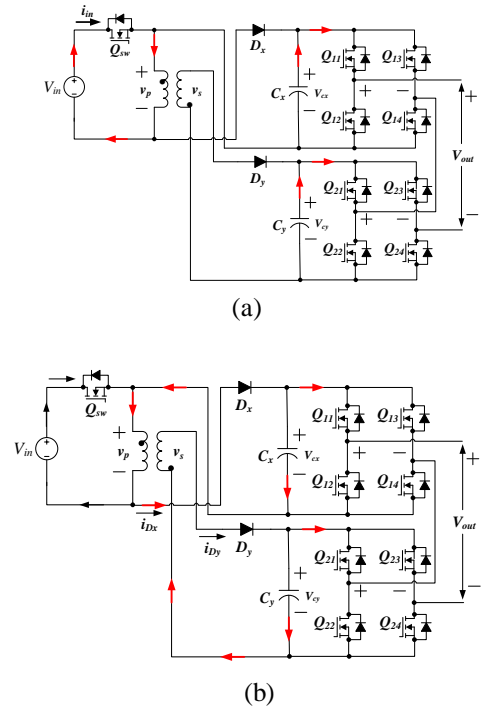 i_in
Q_sw
D_x
Q_11
Q_13
V_in
+
v_p
v_s
−
C_x
+
V_cx
−
+
−
+
Q_12
Q_14
V_out
D_y
Q_21
Q_23
C_y
+
V_cy
−
+
−
−
Q_22
Q_24
(a)
Q_sw
D_x
Q_11
Q_13
V_in
+
v_p
v_s
−
C_x
+
V_cx
−
+
−
+
Q_12
Q_14
V_out
i_Dx
i_Dy
D_y
Q_21
Q_23
C_y
+
V_cy
−
+
−
−
Q_22
Q_24
(b)